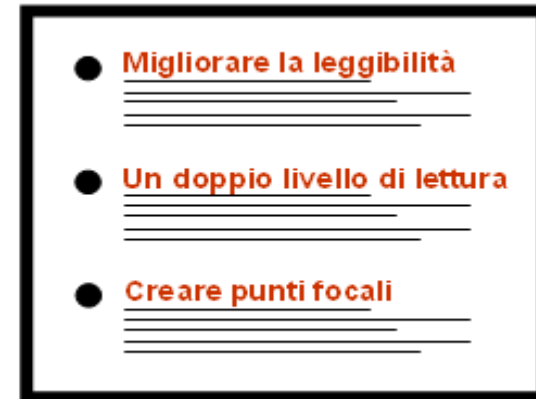 Migliorare la leggibilità
Un doppio livello di lettura
Creare punti focali